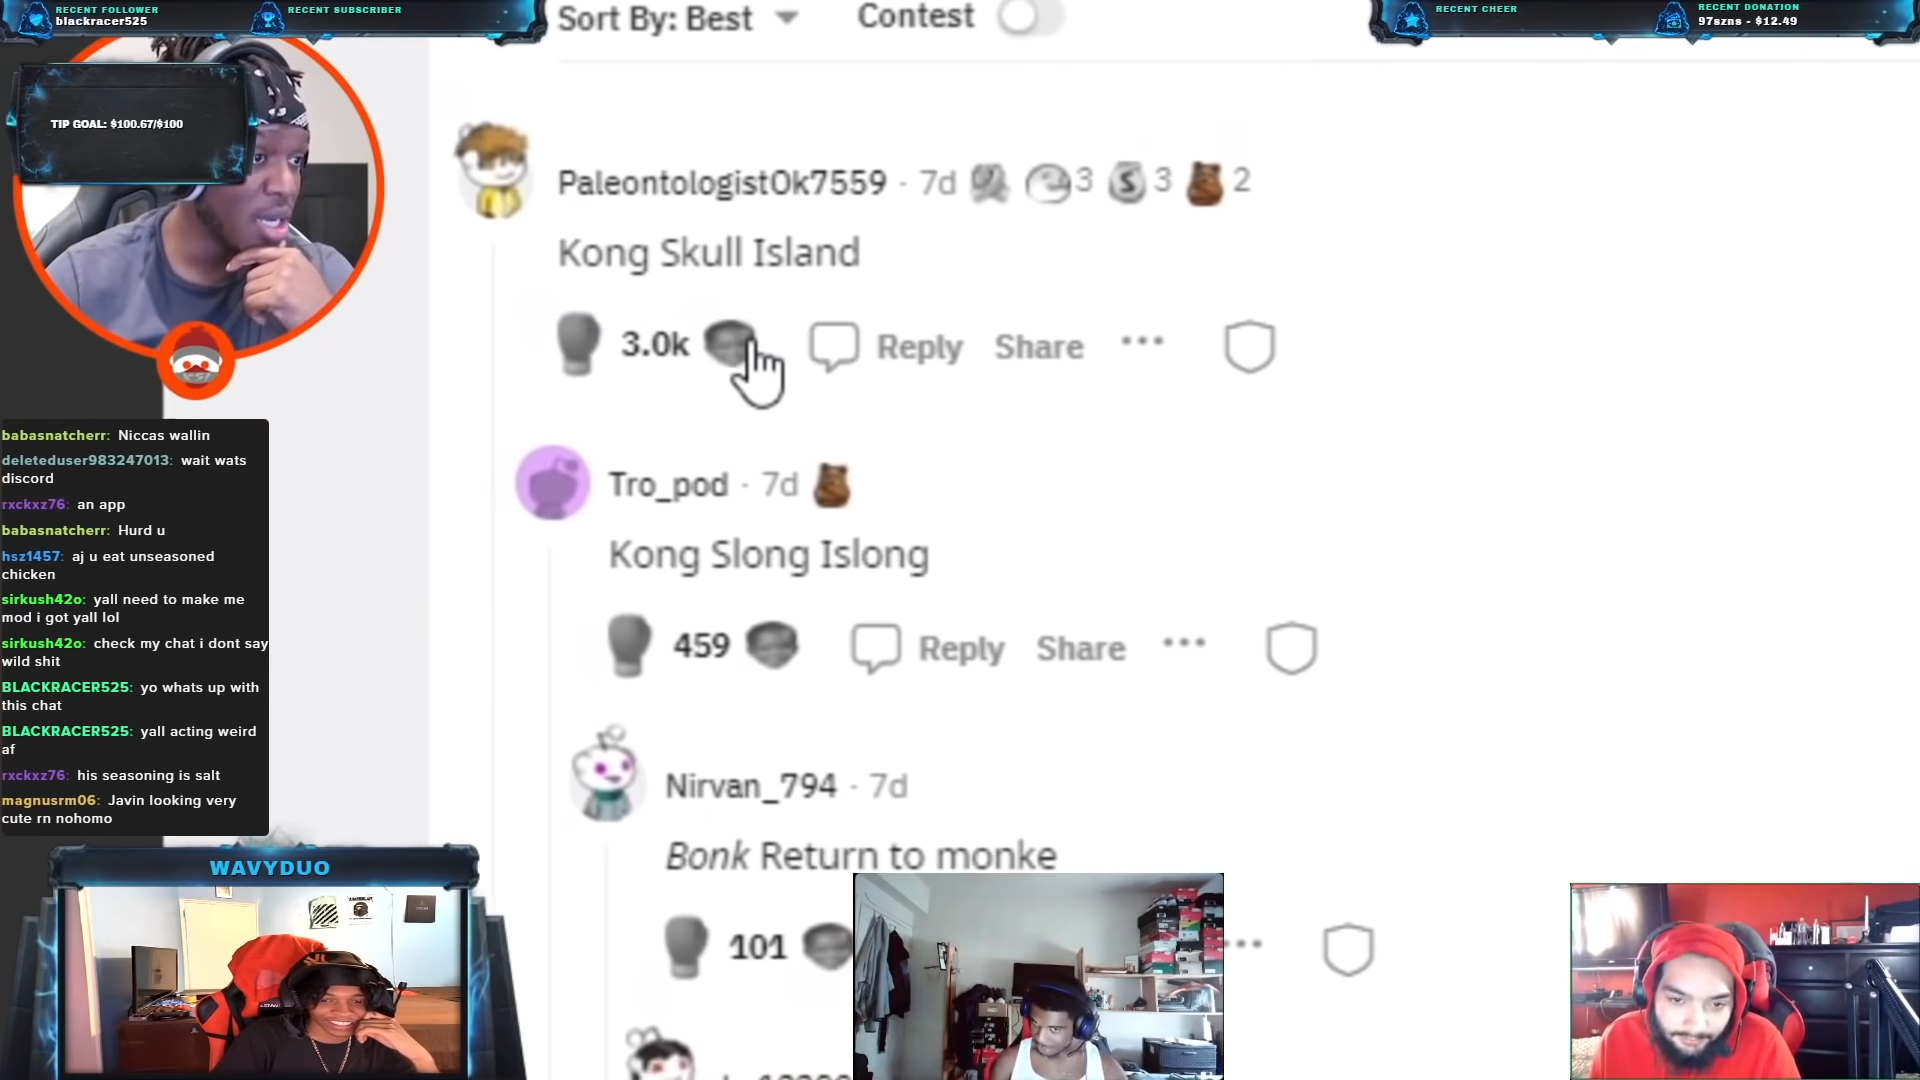 RECENT FOLLOWER
blackracer525
RECENT SUBSCRIBER
Sort By: Best
Contest
RECENT CHEER
RECENT DONATION
97szns - $12.49
TIP GOAL: $100.67/$100
PaleontologistOk7559 · 7d 3 3 2
Kong Skull Island
3.0k Reply Share ···
Tro_pod · 7d
Kong Slong Islong
459 Reply Share ···
Nirvan_794 · 7d
Bonk Return to monke
101 ···
babasnatcherr: Niccas wallin
deleteduser983247013: wait wats
discord
rxckxz76: an app
babasnatcherr: Hurd u
hsz1457: aj u eat unseasoned
chicken
sirkush42o: yall need to make me
mod i got yall lol
sirkush42o: check my chat i dont say
wild shit
BLACKRACER525: yo whats up with
this chat
BLACKRACER525: yall acting weird
af
rxckxz76: his seasoning is salt
magnusrm06: Javin looking very
cute rn nohomo
WAVYDUO